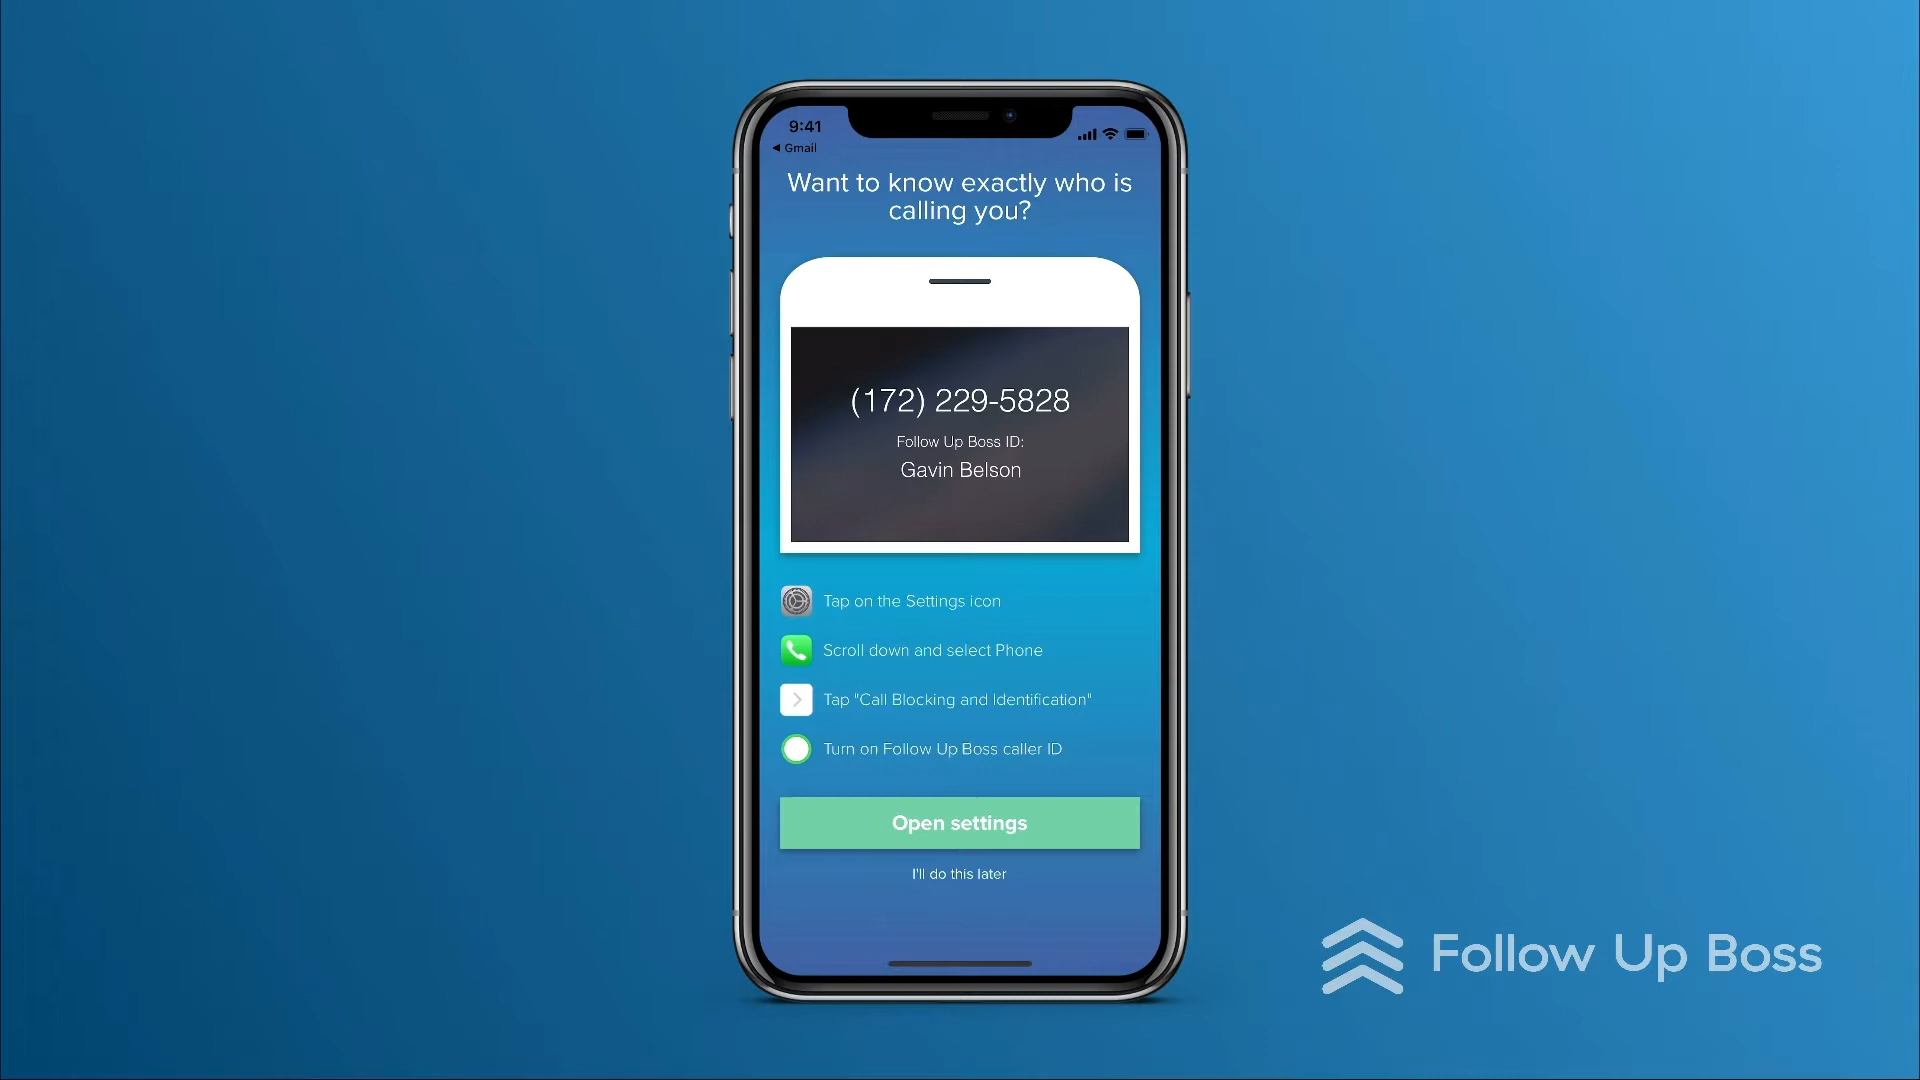 9:41
◀ Gmail
Want to know exactly who is
calling you?
(172) 229-5828
Follow Up Boss ID:
Gavin Belson
Tap on the Settings icon
Scroll down and select Phone
Tap "Call Blocking and Identification"
Turn on Follow Up Boss caller ID
Open settings
I'll do this later
Follow Up Boss